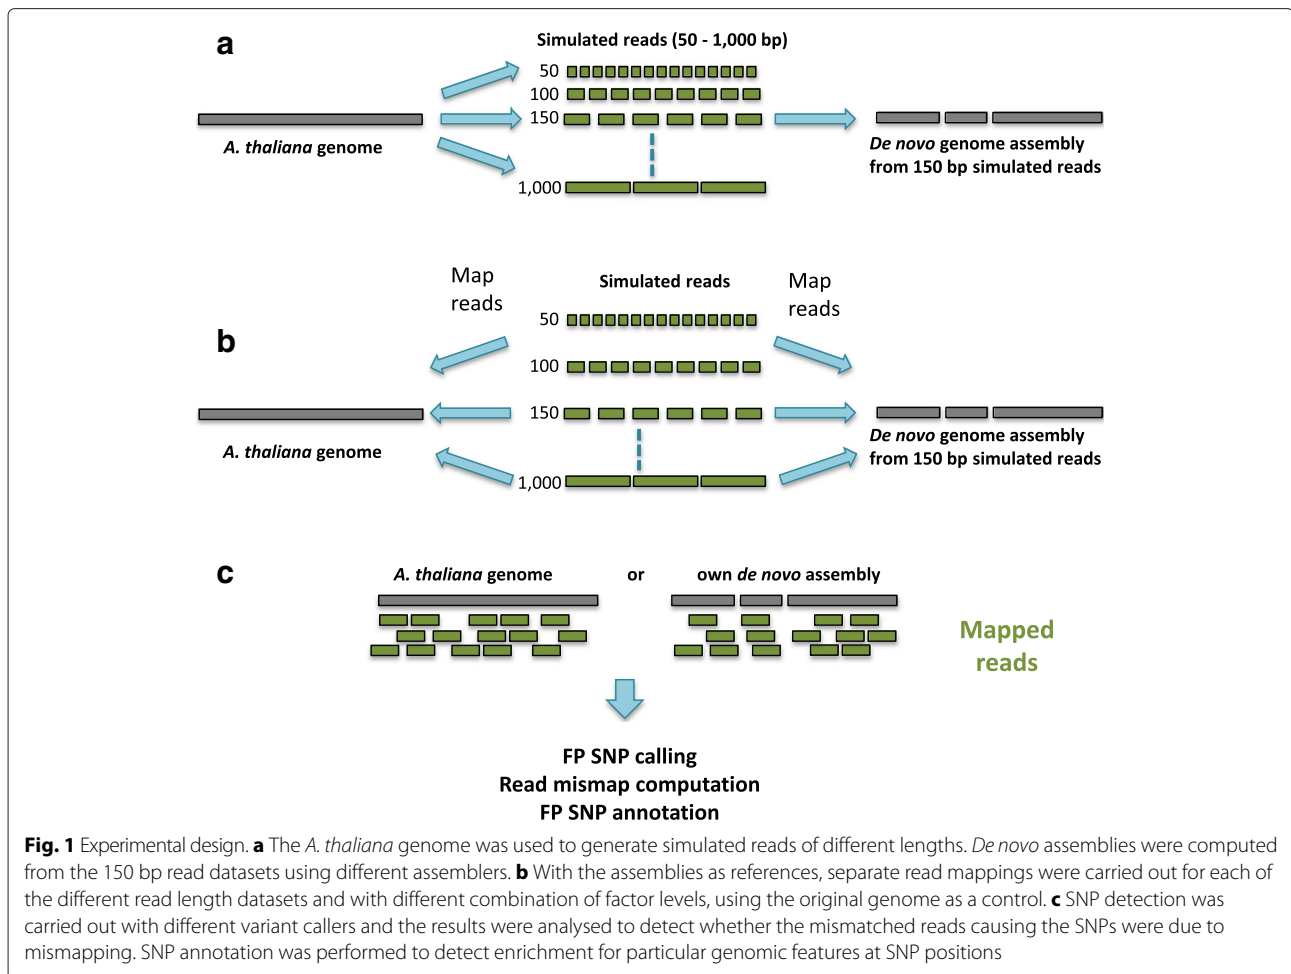 a
Simulated reads (50 - 1,000 bp)
50
100
150
1,000
A. thaliana genome
De novo genome assembly
from 150 bp simulated reads
b
Map
reads
Simulated reads
Map
reads
50
100
150
1,000
A. thaliana genome
De novo genome assembly
from 150 bp simulated reads
c
A. thaliana genome or own de novo assembly
Mapped
reads
FP SNP calling
Read mismap computation
FP SNP annotation
Fig. 1 Experimental design. a The A. thaliana genome was used to generate simulated reads of different lengths. De novo assemblies were computed
from the 150 bp read datasets using different assemblers. b With the assemblies as references, separate read mappings were carried out for each of
the different read length datasets and with different combination of factor levels, using the original genome as a control. c SNP detection was
carried out with different variant callers and the results were analysed to detect whether the mismatched reads causing the SNPs were due to
mismapping. SNP annotation was performed to detect enrichment for particular genomic features at SNP positions